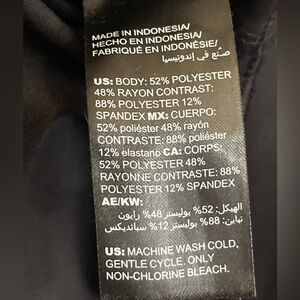 MADE IN INDONESIA/
HECHO EN INDONESIA/
FABRIQUÉ EN INDONÉSIE/
صنع في إندونيسيا
US: BODY: 52% POLYESTER
48% RAYON CONTRAST:
88% POLYESTER 12%
SPANDEX MX: CUERPO:
52% poliéster 48% rayón
CONTRASTE: 88% poliéster
12% elastano CA: CORPS:
52% POLYESTER 48%
RAYONNE CONTRASTE: 88%
POLYESTER 12% SPANDEX
AE/KW:
الهيكل: 52% بوليستر 48% رايون
تباين: 88% بوليستر 12% سبانديكس
US: MACHINE WASH COLD,
GENTLE CYCLE. ONLY
NON-CHLORINE BLEACH.